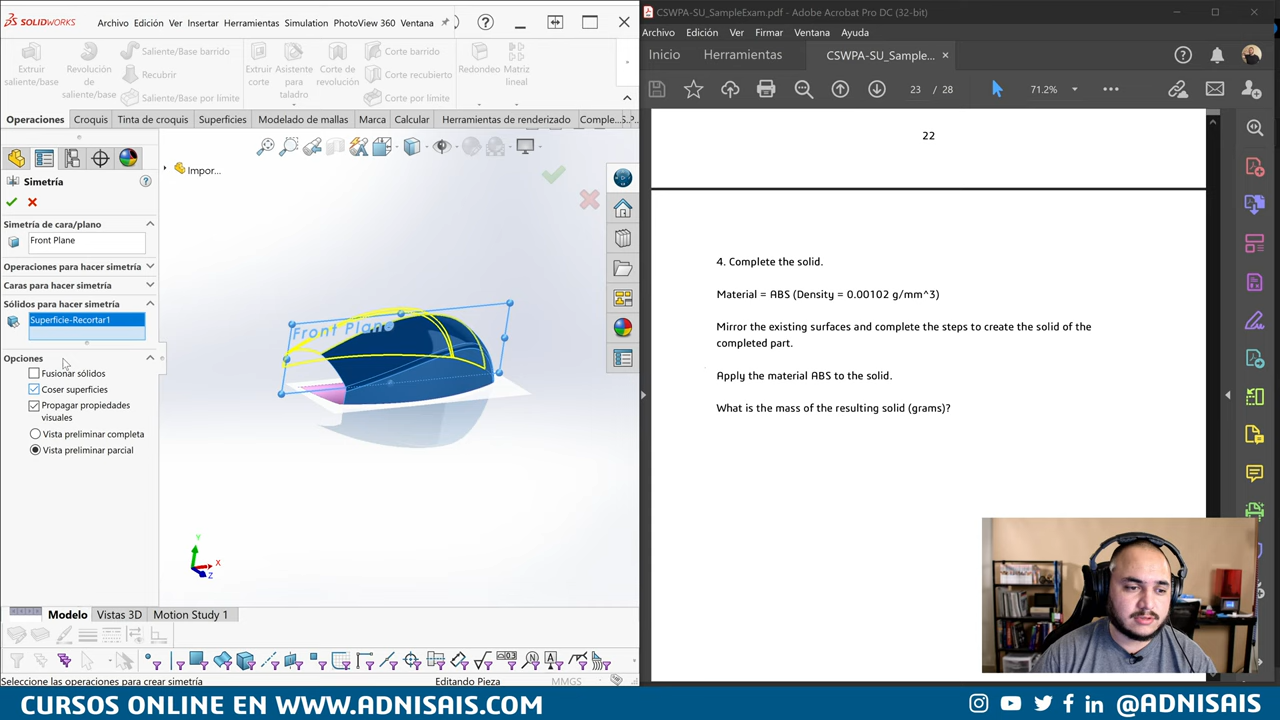 SOLIDWORKS
Archivo Edición Ver Insertar Herramientas Simulation PhotoView 360 Ventana
Extruir saliente/base
Revolución de saliente/base
Saliente/Base barrido
Recubrir
Saliente/Base por límite
Extruir corte
Asistente para taladro
Corte de revolución
Corte barrido
Corte recubierto
Corte por límite
Redondeo
Matriz lineal
Operaciones Croquis Tinta de croquis Superficies Modelado de mallas Marca Calcular Herramientas de renderizado Comple...
Impor...
Simetría
Simetría de cara/plano
Front Plane
Operaciones para hacer simetría
Caras para hacer simetría
Sólidos para hacer simetría
Superficie-Recortar1
Opciones
Fusionar sólidos
Coser superficies
Propagar propiedades
visuales
Vista preliminar completa
Vista preliminar parcial
Front Plane
Y
X
Z
Modelo Vistas 3D Motion Study 1
Seleccione las operaciones para crear simetría
Editando Pieza
MMGS
CSWPA-SU_SampleExam.pdf - Adobe Acrobat Pro DC (32-bit)
Archivo Edición Ver Firmar Ventana Ayuda
Inicio Herramientas CSWPA-SU_Sample... ×
23 / 28
71.2%
22
4. Complete the solid.
Material = ABS (Density = 0.00102 g/mm^3)
Mirror the existing surfaces and complete the steps to create the solid of the
completed part.
Apply the material ABS to the solid.
What is the mass of the resulting solid (grams)?
CURSOS ONLINE EN WWW.ADNISAIS.COM
@ADNISAIS